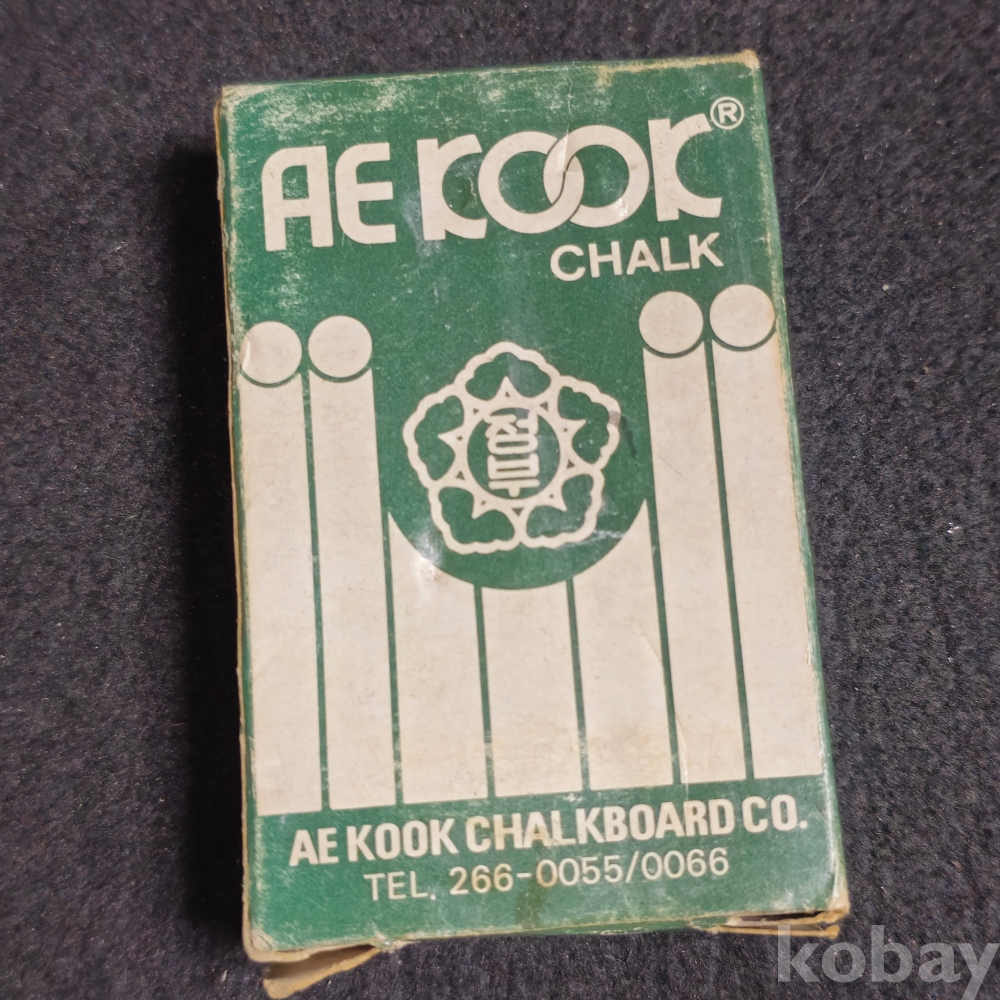 AE KOOK®
CHALK
정부
AE KOOK CHALKBOARD CO.
TEL. 266-0055/0066
kobay